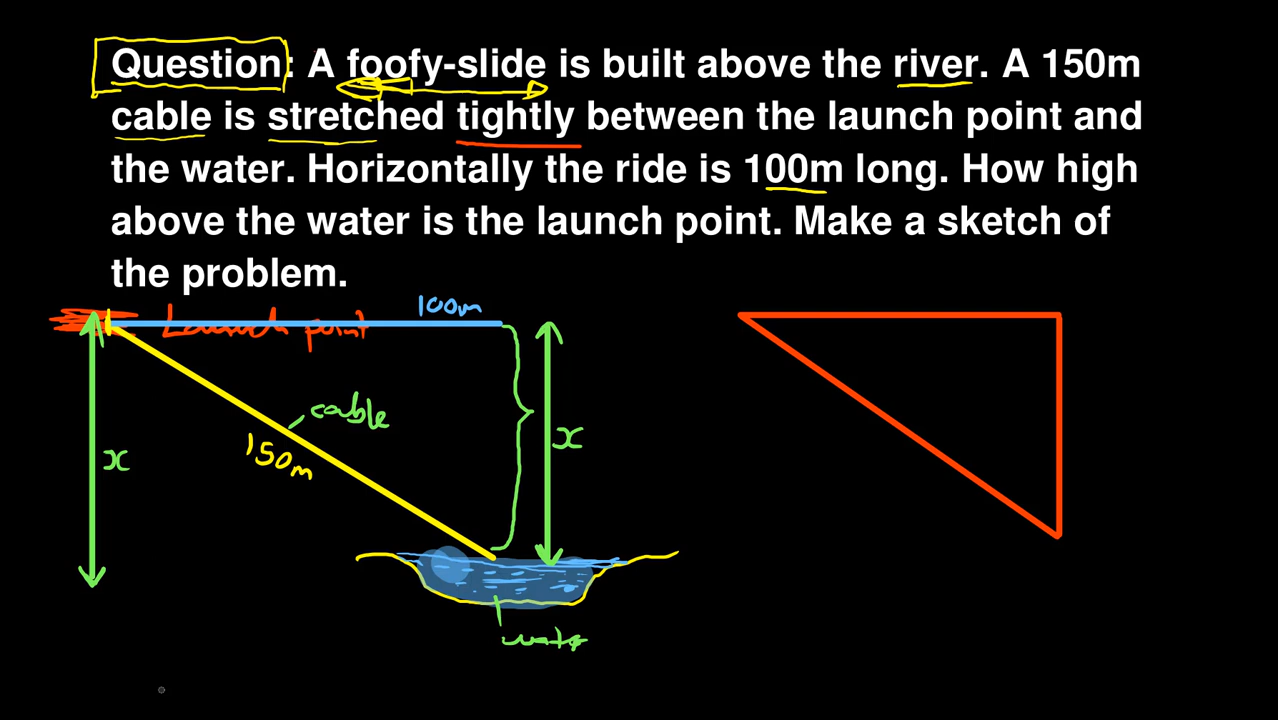 Question: A foofy-slide is built above the river. A 150m
cable is stretched tightly between the launch point and
the water. Horizontally the ride is 100m long. How high
above the water is the launch point. Make a sketch of
the problem.
100m
Launch point
cable
x
x
150m
water